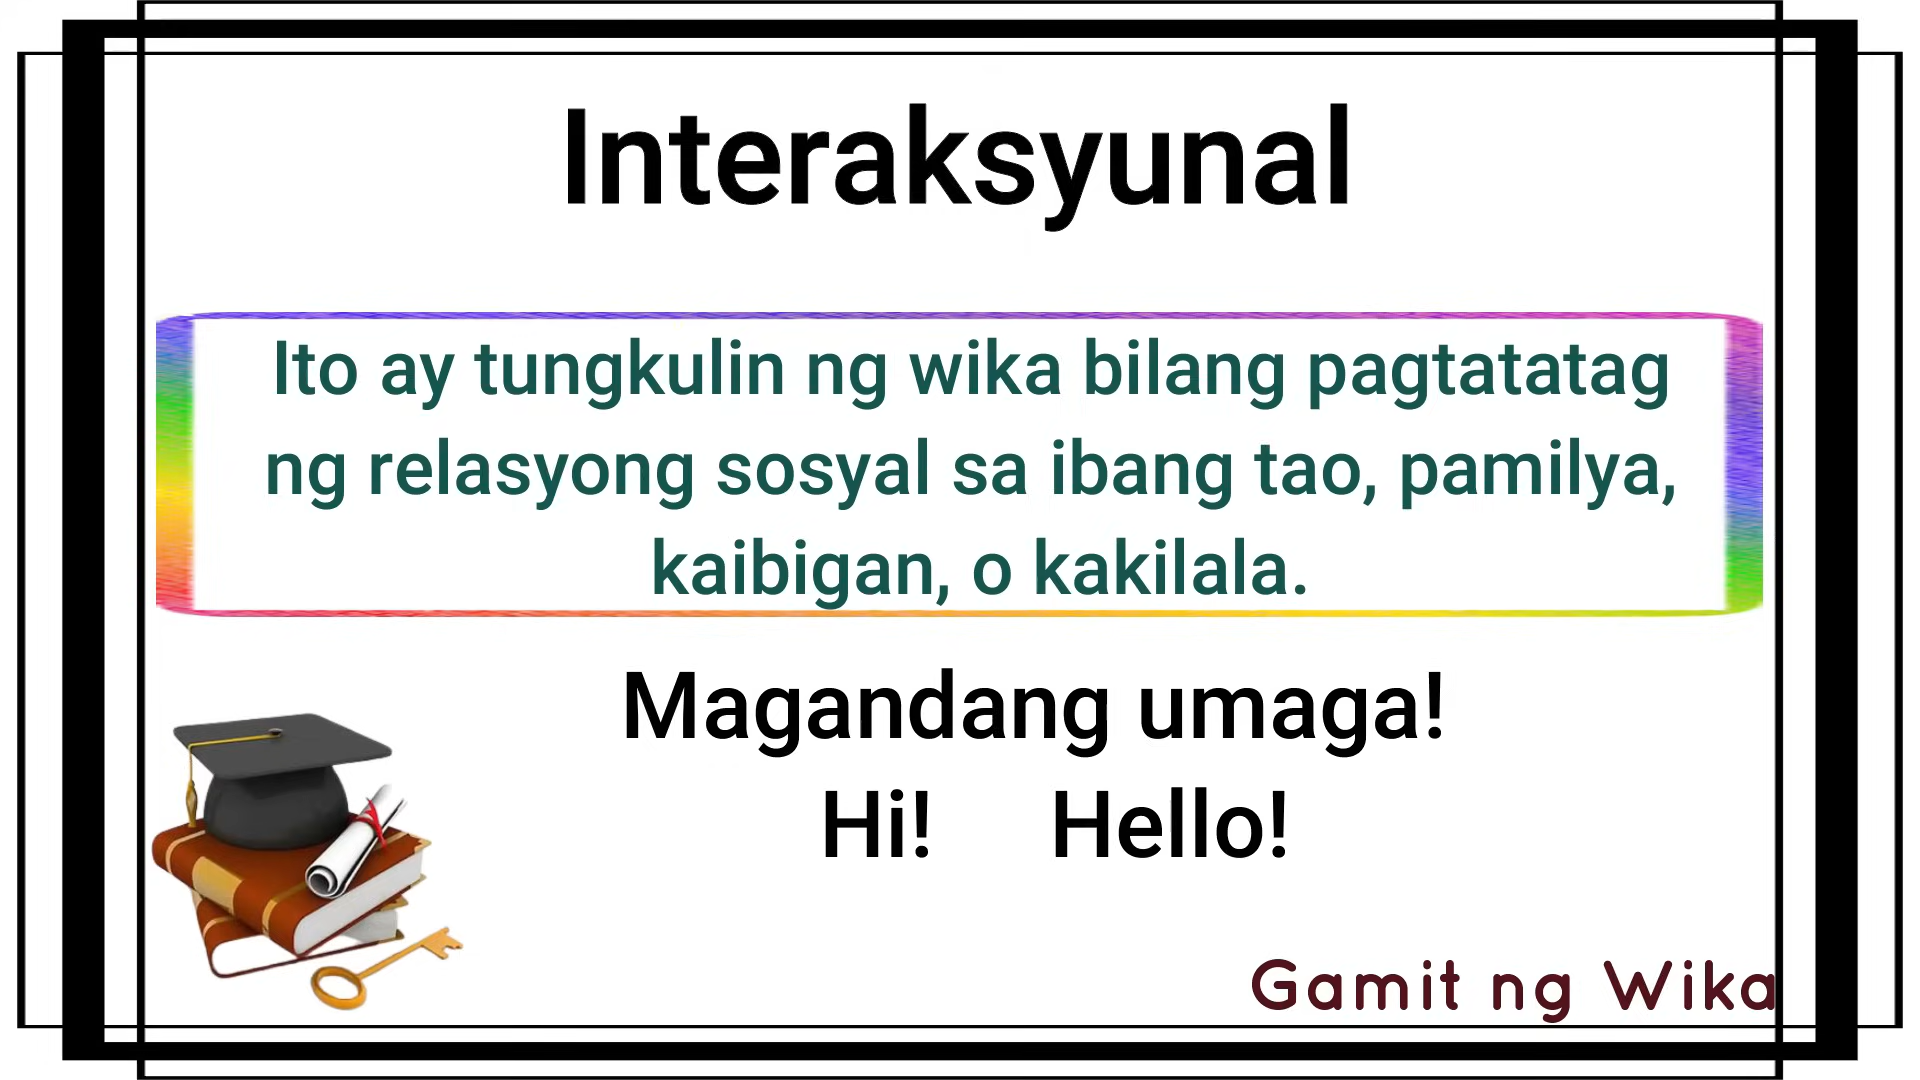 Interaksyunal
Ito ay tungkulin ng wika bilang pagtatatag
ng relasyong sosyal sa ibang tao, pamilya,
kaibigan, o kakilala.
Magandang umaga!
Hi! Hello!
Gamit ng Wika